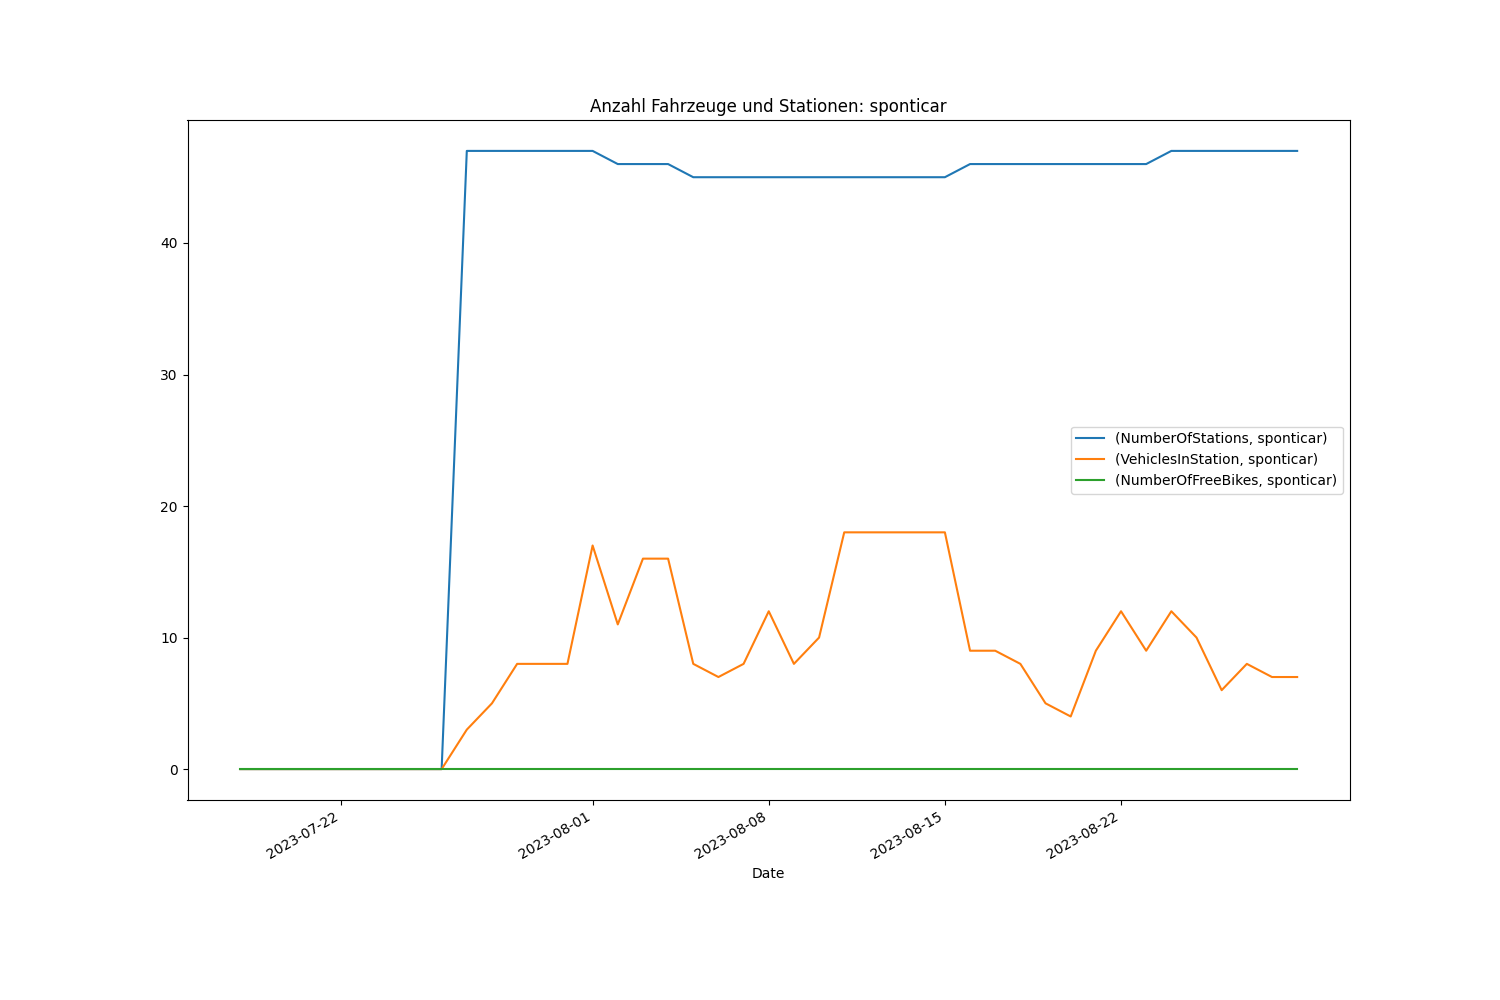 Anzahl Fahrzeuge und Stationen: sponticar
40
30
20
10
0
(NumberOfStations, sponticar)
(VehiclesInStation, sponticar)
(NumberOfFreeBikes, sponticar)
2023-07-22
2023-08-01
2023-08-08
2023-08-15
2023-08-22
Date